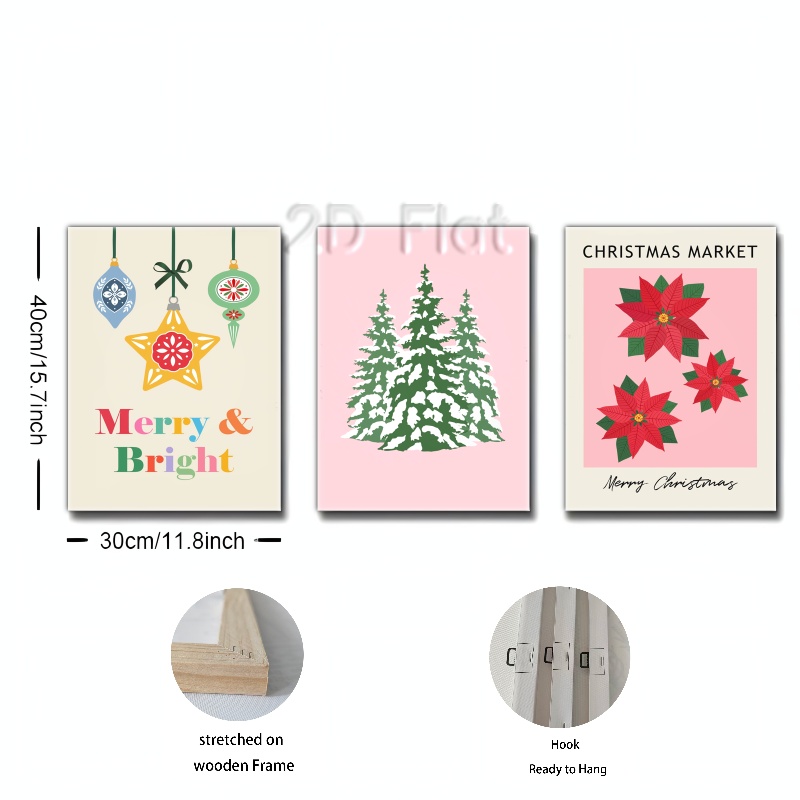 2D Flat
40cm/15.7inch
Merry &
Bright
CHRISTMAS MARKET
Merry Christmas
30cm/11.8inch
stretched on
wooden Frame
Hook
Ready to Hang